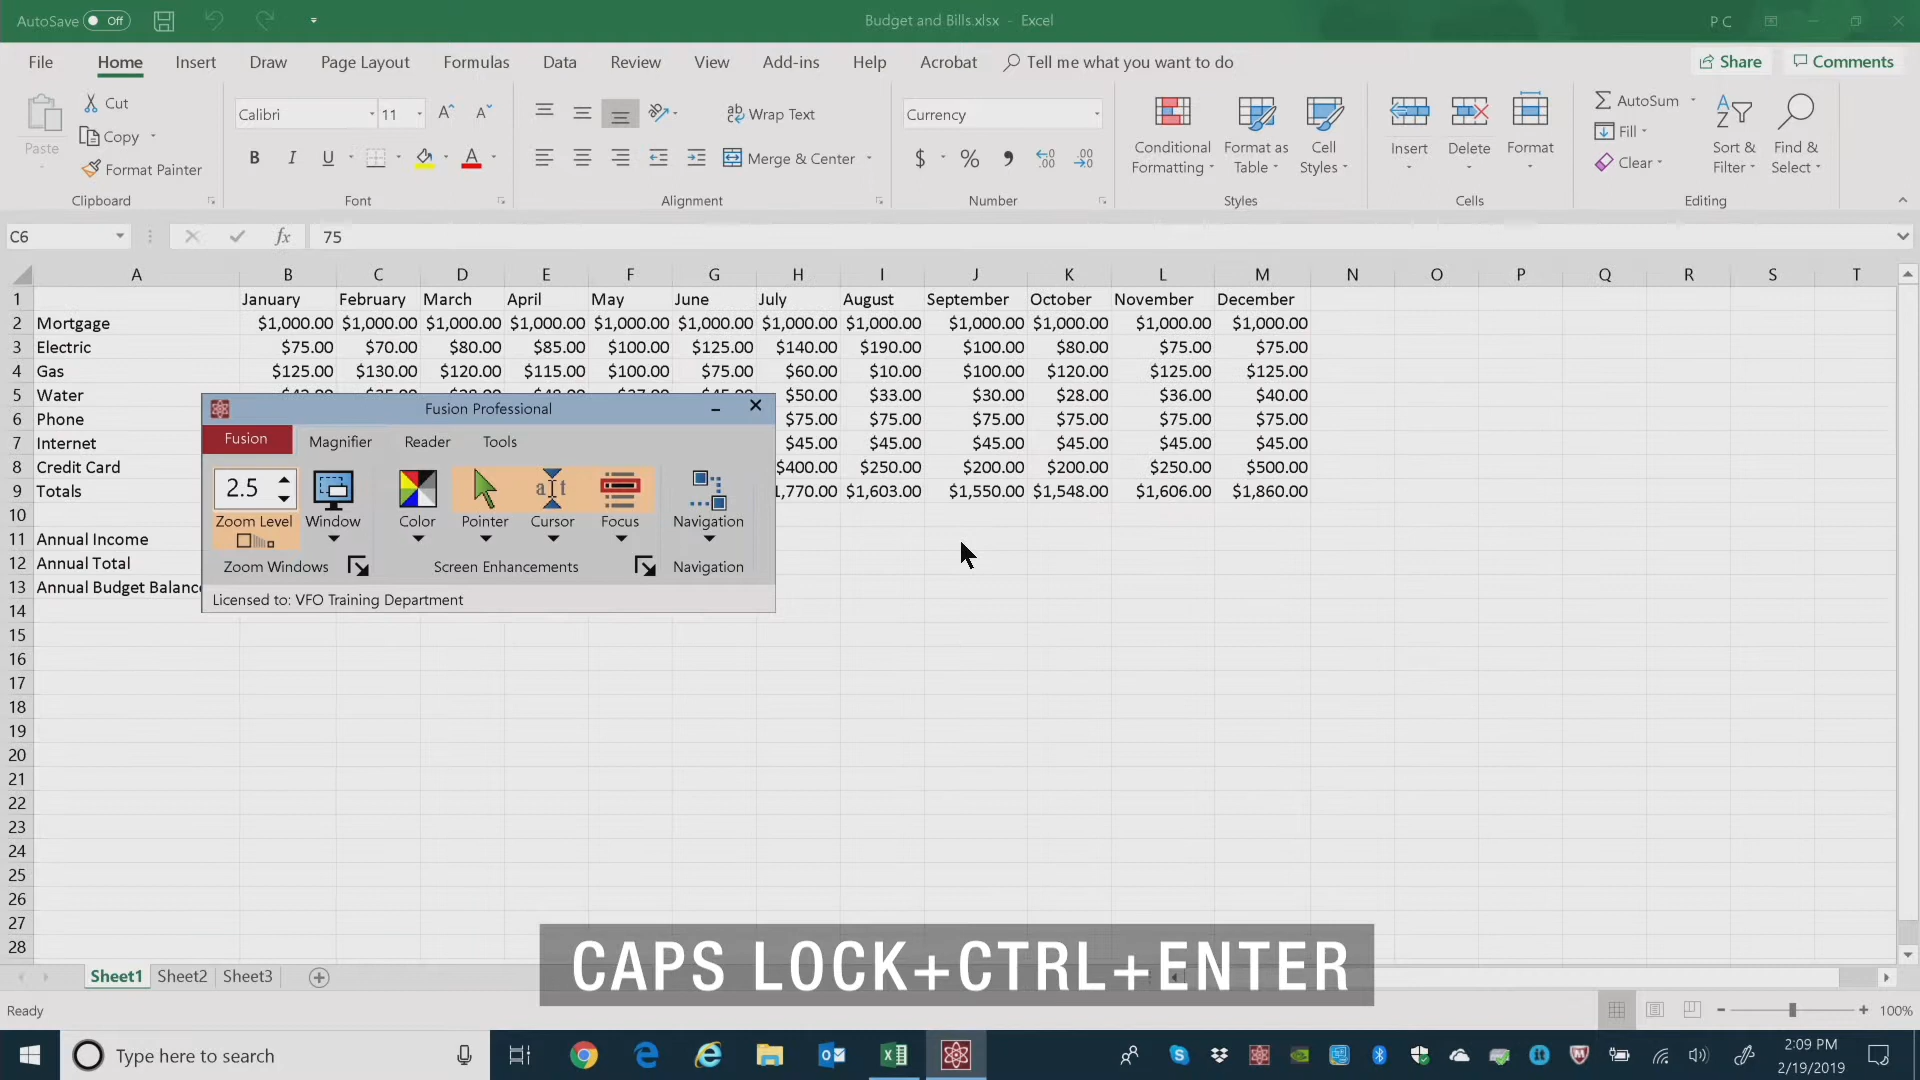 AutoSave Off
Budget and Bills.xlsx - Excel
P C
File Home Insert Draw Page Layout Formulas Data Review View Add-ins Help Acrobat Tell me what you want to do Share Comments
Paste Cut Copy Format Painter Clipboard
Calibri 11 B I U Font
Wrap Text Merge & Center Alignment
Currency $ % Number
Conditional Formatting Format as Table Cell Styles Styles
Insert Delete Format Cells
AutoSum Fill Clear Sort & Filter Find & Select Editing
C6 fx 75
A B C D E F G H I J K L M N O P Q R S T
1 January February March April May June July August September October November December
2 Mortgage $1,000.00 $1,000.00 $1,000.00 $1,000.00 $1,000.00 $1,000.00 $1,000.00 $1,000.00 $1,000.00 $1,000.00 $1,000.00 $1,000.00
3 Electric $75.00 $70.00 $80.00 $85.00 $100.00 $125.00 $140.00 $190.00 $100.00 $80.00 $75.00 $75.00
4 Gas $125.00 $130.00 $120.00 $115.00 $100.00 $75.00 $60.00 $10.00 $100.00 $120.00 $125.00 $125.00
5 Water $50.00 $33.00 $30.00 $28.00 $36.00 $40.00
6 Phone $75.00 $75.00 $75.00 $75.00 $75.00 $75.00
7 Internet $45.00 $45.00 $45.00 $45.00 $45.00 $45.00
8 Credit Card $400.00 $250.00 $200.00 $200.00 $250.00 $500.00
9 Totals 1,770.00 $1,603.00 $1,550.00 $1,548.00 $1,606.00 $1,860.00
10
11 Annual Income
12 Annual Total
13 Annual Budget Balance
14
15
16
17
18
19
20
21
22
23
24
25
26
27
28
Fusion Professional
Fusion Magnifier Reader Tools
2.5
Zoom Level Window Color Pointer Cursor Focus Navigation
Zoom Windows Screen Enhancements Navigation
Licensed to: VFO Training Department
CAPS LOCK+CTRL+ENTER
Sheet1 Sheet2 Sheet3
Ready
100%
Type here to search
2:09 PM
2/19/2019